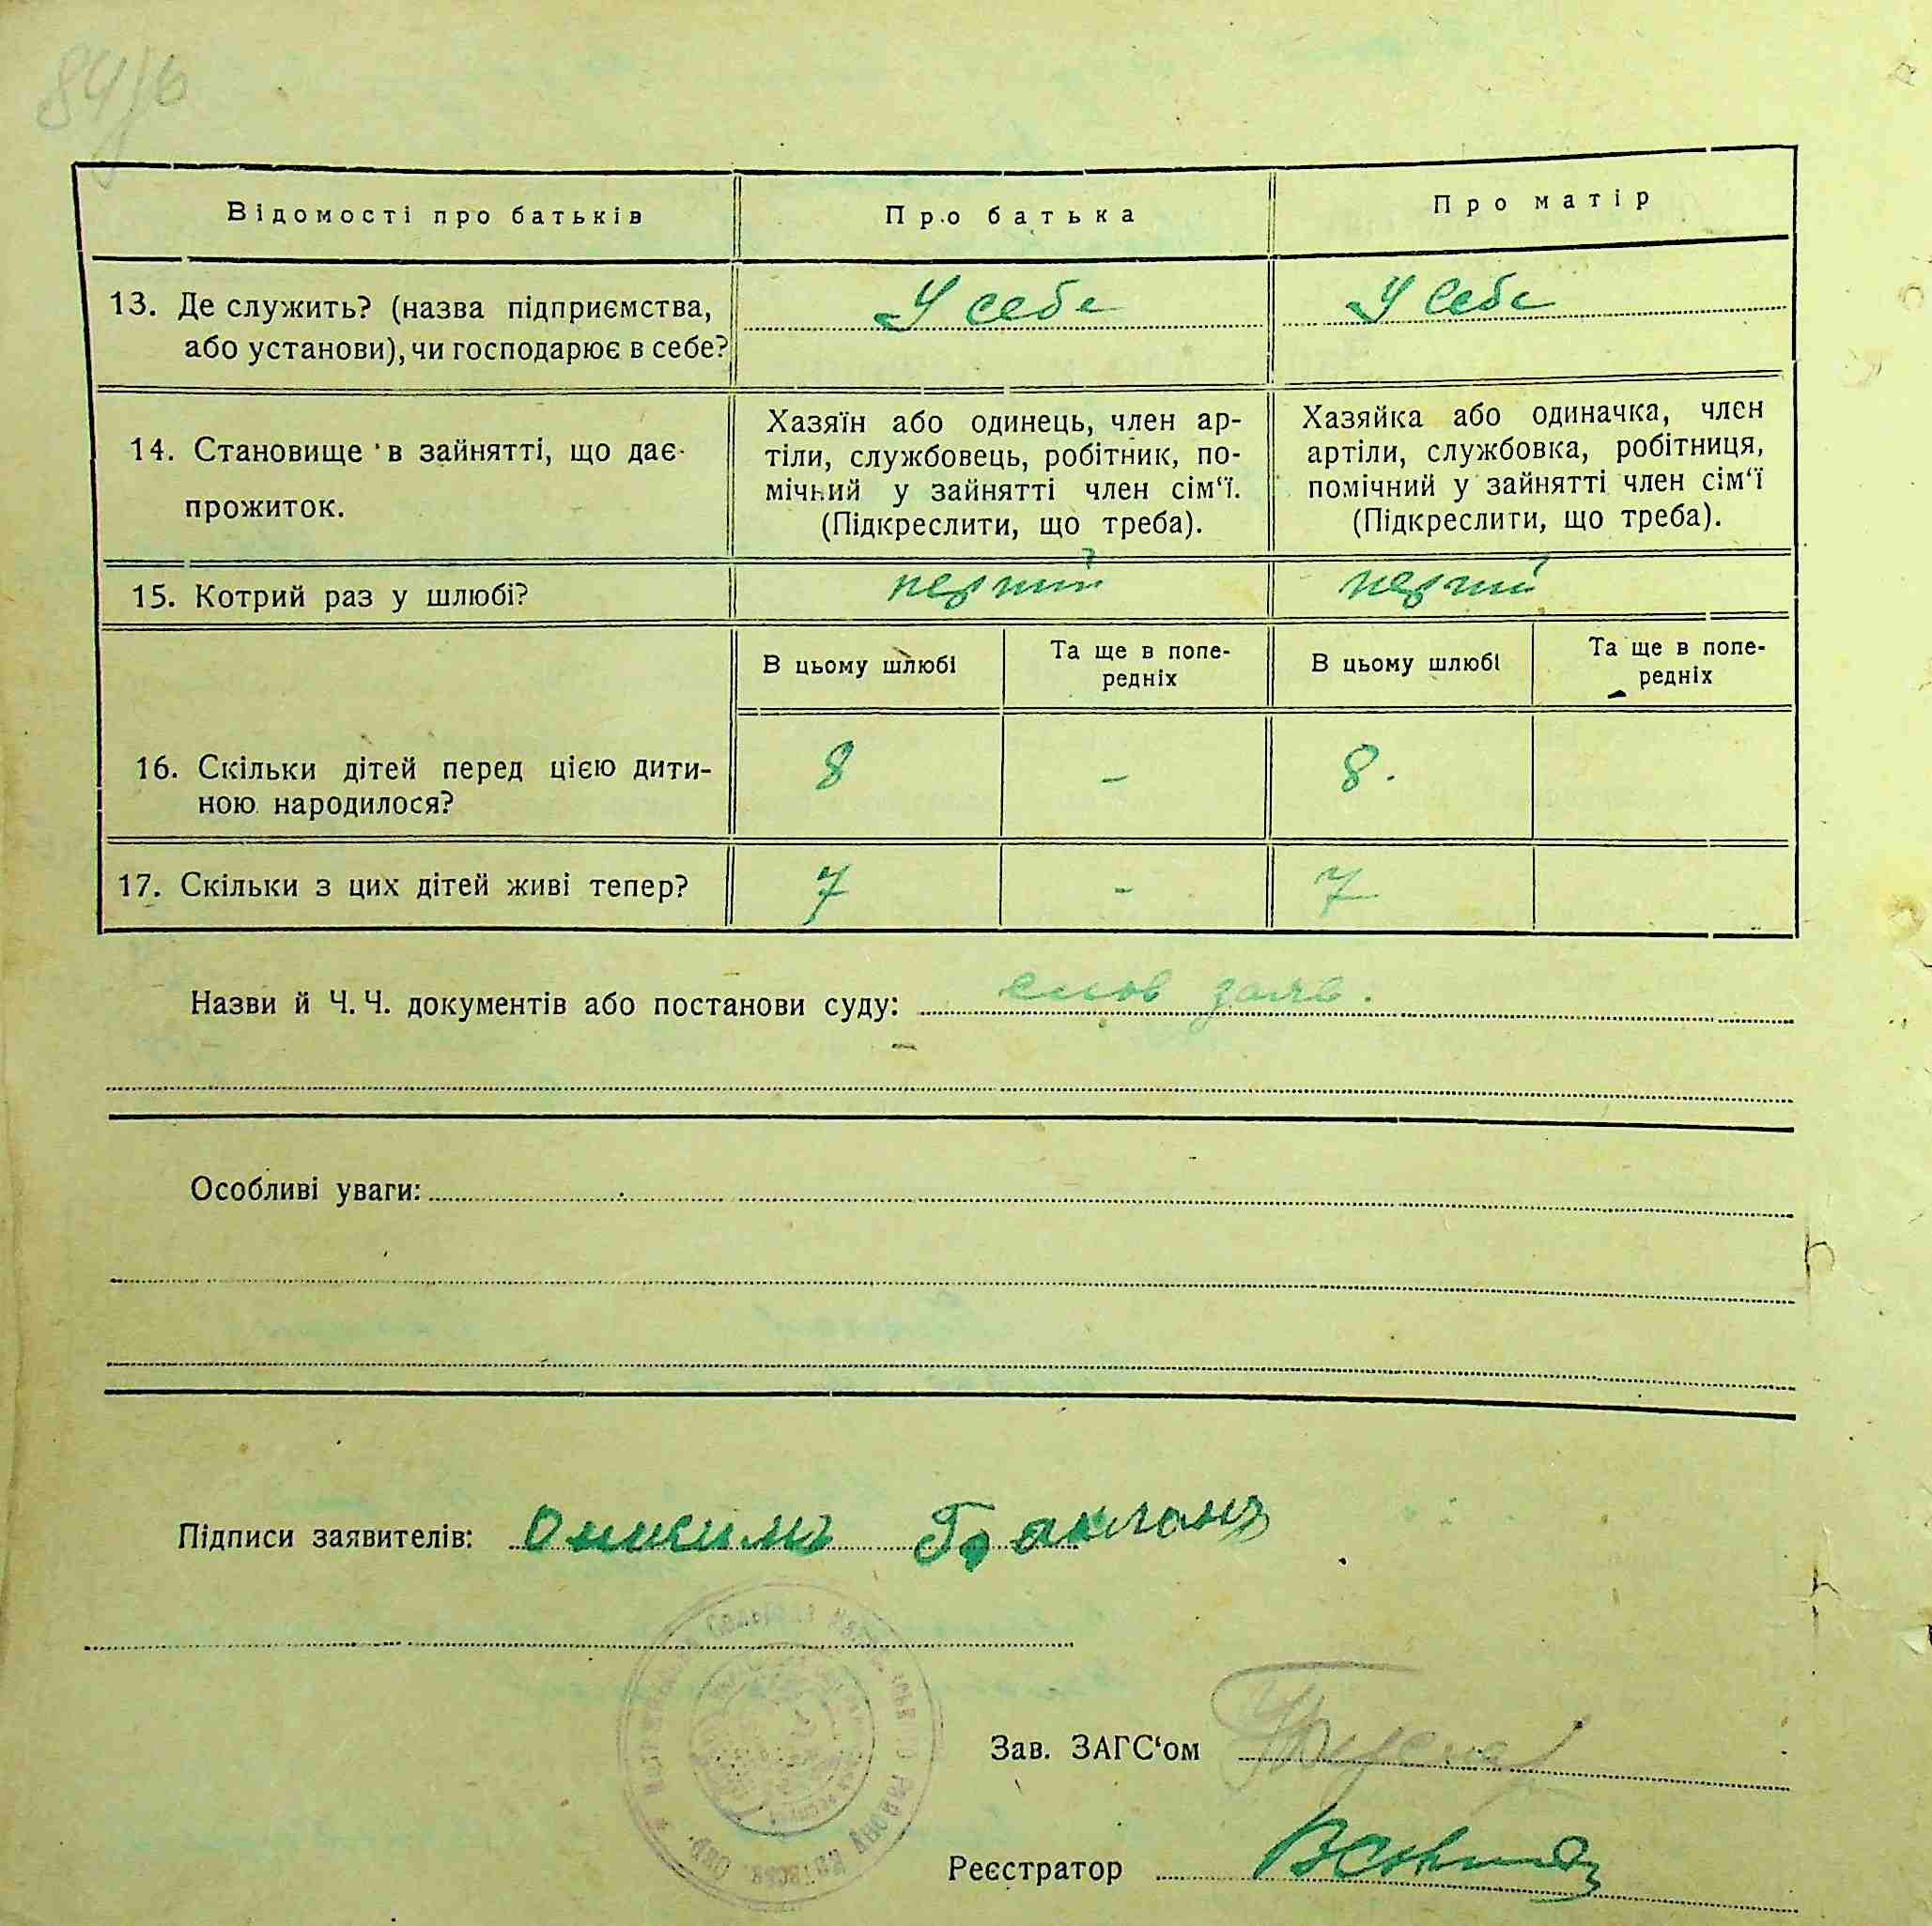 84/6
Відомості про батьків
Про батька
Про матір
13. Де служить? (назва підприємства,
або установи), чи господарює в себе?
У себе
У себе
14. Становище в зайнятті, що дає
прожиток.
Хазяїн або одинець, член ар-
тіли, службовець, робітник, по-
мічний у зайнятті член сім‘ї.
(Підкреслити, що треба).
Хазяйка або одиначка, член
артіли, службовка, робітниця,
помічний у зайнятті член сім‘ї
(Підкреслити, що треба).
15. Котрий раз у шлюбі?
перший
перший
В цьому шлюбі
Та ще в попе-
редніх
В цьому шлюбі
Та ще в попе-
редніх
16. Скільки дітей перед цією дити-
ною народилося?
8
-
8.
17. Скільки з цих дітей живі тепер?
7
-
7
Назви й Ч. Ч. документів або постанови суду: слов заяв.
Особливі уваги:
Підписи заявителів: Онисимъ Бакланъ
Зав. ЗАГС‘ом
Реєстратор